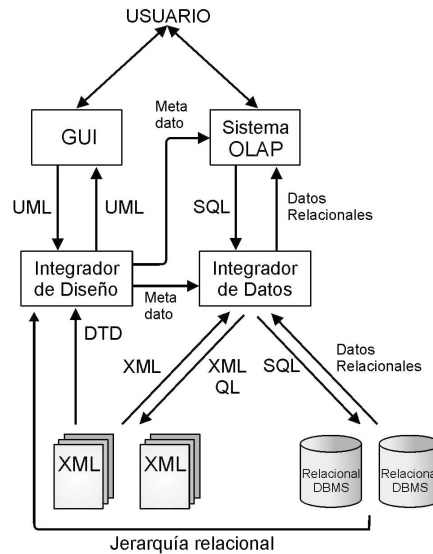 USUARIO
GUI
Meta
dato
Sistema
OLAP
UML
UML
SQL
Datos
Relacionales
Integrador
de Diseño
Meta
dato
Integrador
de Datos
DTD
XML
XML
QL
SQL
Datos
Relacionales
XML
XML
Relacional
DBMS
Relaciona
DBMS
Jerarquía relacional